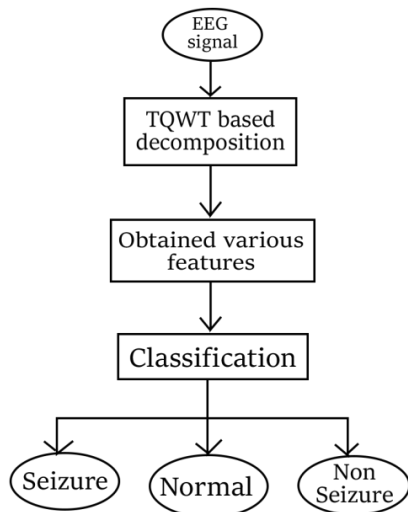 EEG
signal
TQWT based
decomposition
Obtained various
features
Classification
Seizure
Normal
Non
Seizure